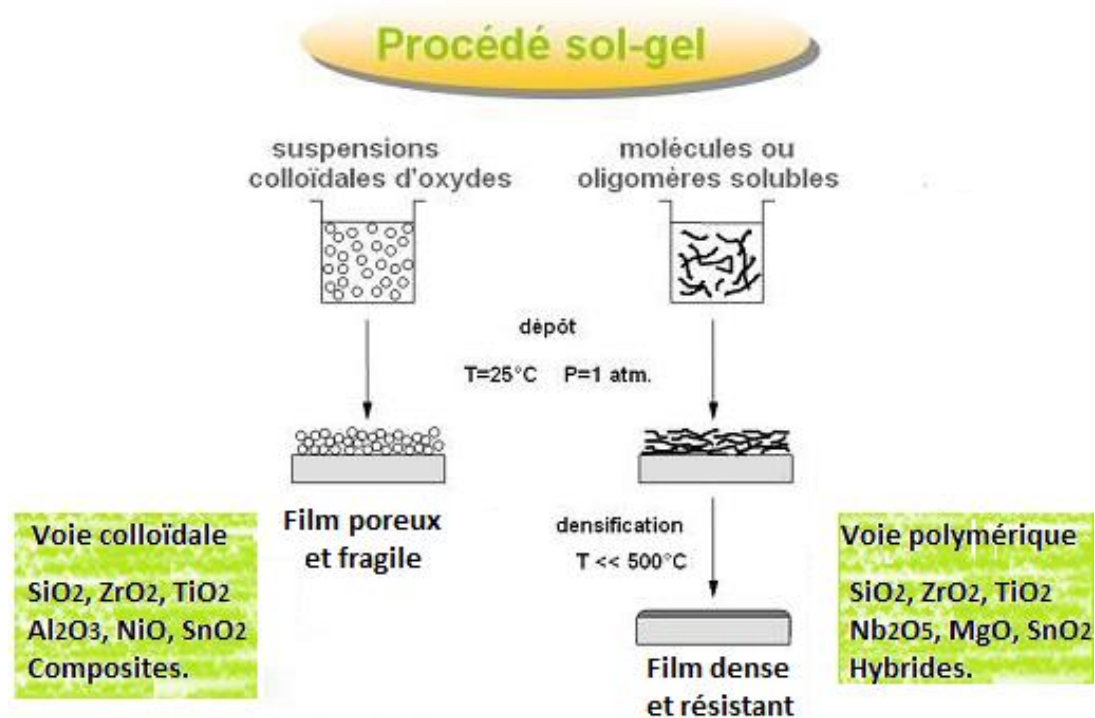 Procédé sol-gel
suspensions
colloïdales d'oxydes
molécules ou
oligomères solubles
dépôt
T=25°C P=1 atm.
Film poreux
et fragile
densification
T << 500°C
Film dense
et résistant
Voie colloïdale
SiO2, ZrO2, TiO2
Al2O3, NiO, SnO2
Composites.
Voie polymérique
SiO2, ZrO2, TiO2
Nb2O5, MgO, SnO2
Hybrides.